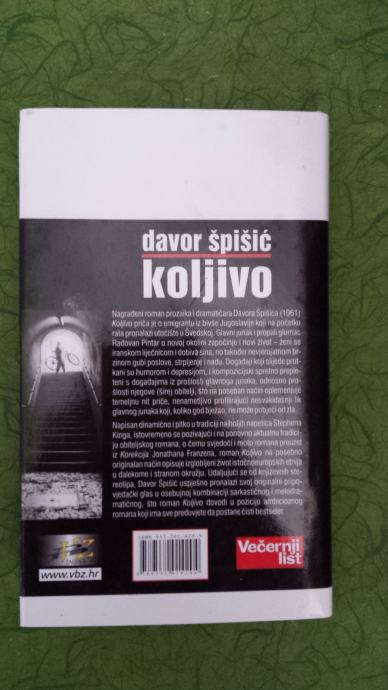 davor špišić
koljivo
Nagrađeni roman prozaika i dramatičara Davora Špišića (1961)
Koljivo priča je o emigrantu iz bivše Jugoslavije koji na početku
rata pronalazi utočište u Švedskoj. Glavni junak i propali glumac
Radovan Pintar u novoj okolini započinje i novi život – ženi se
iranskom liječnicom i dobiva sina, no također nevjerojatnom br-
zinom gubi poslove, strpljenje i nadu. Događaji koji slijede protk-
ani su humorom i depresijom, i kompozicijski spretno preple-
teni s događajima iz prošlosti glavnoga junaka, odnosno pro-
šlosti njegove (šire) obitelji, što na poseban način oplemenjuje
temeljnu nit priče, nenametljivo profilirajući nesvakidašnji lik
glavnog junaka koji, koliko god bježao, ne može pobjeći od zla.
Napisan dinamično i pitko u tradiciji najboljih napetica Stephena
Kinga, istovremeno se pozivajući i na ponovno aktualnu tradic-
iju obiteljskog romana, o čemu svjedoči i moto romana preuzet
iz Korekcija Jonathana Franzena, roman Koljivo na posebno
originalan način opisuje izglobljeni život istočnoeuropskih etnija
u dalekome i stranom okružju. Udaljujući se od književnih ste-
reotipa, Davor Špišić uspješno pronalazi svoj originalni pripo-
vjedački glas u osebujnoj kombinaciji sarkastičnog i melodra-
matičnog, što roman Koljivo dovodi u poziciju ambicioznog
romana koji ima sve preduvjete da postane čisti bestseler.
VZ
www.vbz.hr
Večernji
list